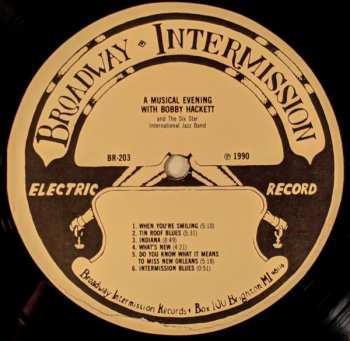 BROADWAY · INTERMISSION
A MUSICAL EVENING
WITH BOBBY HACKETT
and The Six Star
International Jazz Band
BR-203
℗ 1990
ELECTRIC RECORD
1. WHEN YOU'RE SMILING (5:10)
2. TIN ROOF BLUES (5:31)
3. INDIANA (8:49)
4. WHAT'S NEW (4:21)
5. DO YOU KNOW WHAT IT MEANS
TO MISS NEW ORLEANS (5:18)
6. INTERMISSION BLUES (0:51)
Broadway Intermission Records • Box 100 Brighton MI 48116